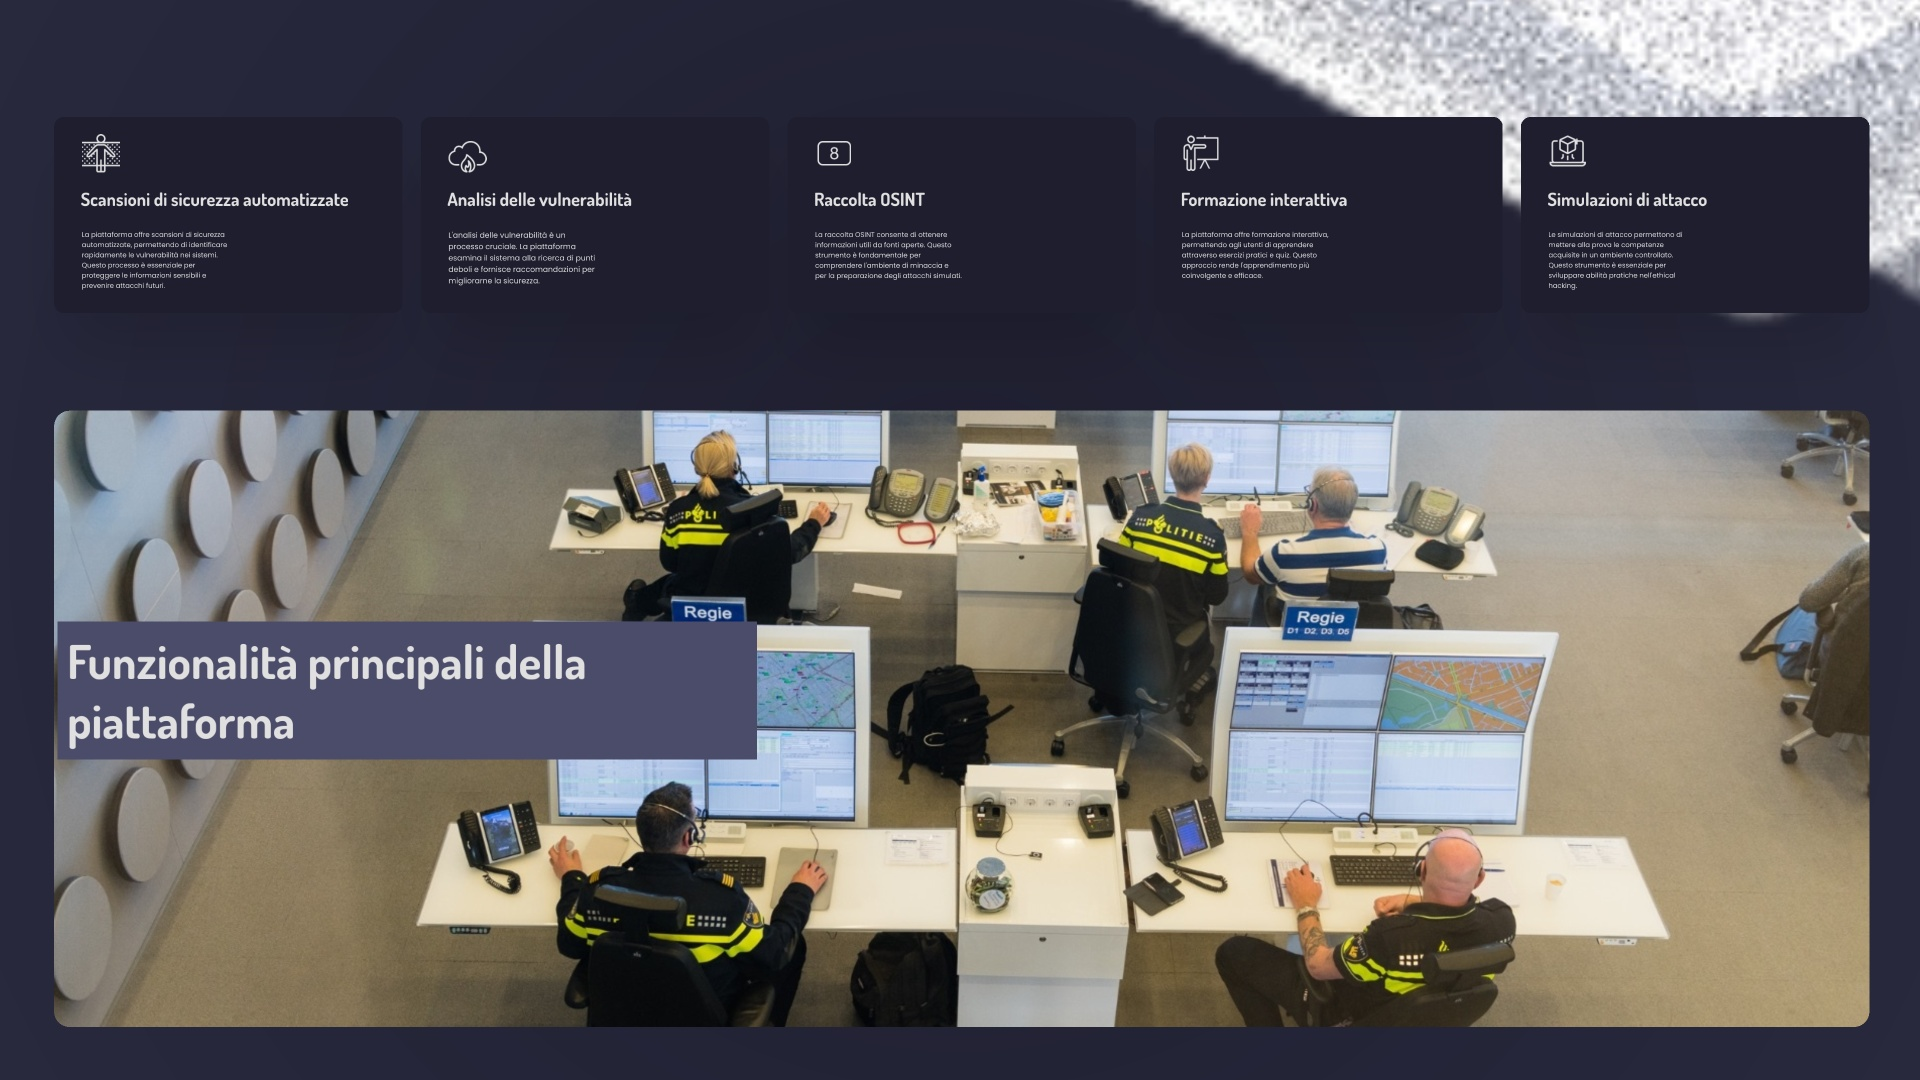 8
Scansioni di sicurezza automatizzate
La piattaforma offre scansioni di sicurezza
automatizzate, permettendo di identificare
rapidamente le vulnerabilità nei sistemi.
Questo processo è essenziale per
proteggere le informazioni sensibili e
prevenire attacchi futuri.
Analisi delle vulnerabilità
L'analisi delle vulnerabilità è un
processo cruciale. La piattaforma
esamina il sistema alla ricerca di punti
deboli e fornisce raccomandazioni per
migliorarne la sicurezza.
Raccolta OSINT
La raccolta OSINT consente di ottenere
informazioni utili da fonti aperte. Questo
strumento è fondamentale per
comprendere l'ambiente di minaccia e
per la preparazione degli attacchi simulati.
Formazione interattiva
La piattaforma offre formazione interattiva,
permettendo agli utenti di apprendere
attraverso esercizi pratici e quiz. Questo
approccio rende l'apprendimento più
coinvolgente e efficace.
Simulazioni di attacco
Le simulazioni di attacco permettono di
mettere alla prova le competenze
acquisite in un ambiente controllato.
Questo strumento è essenziale per
sviluppare abilità pratiche nell'ethical
hacking.
POLI
POLITIE
Regie
Regie
D1 D2, D3, D5
Funzionalità principali della
piattaforma
E